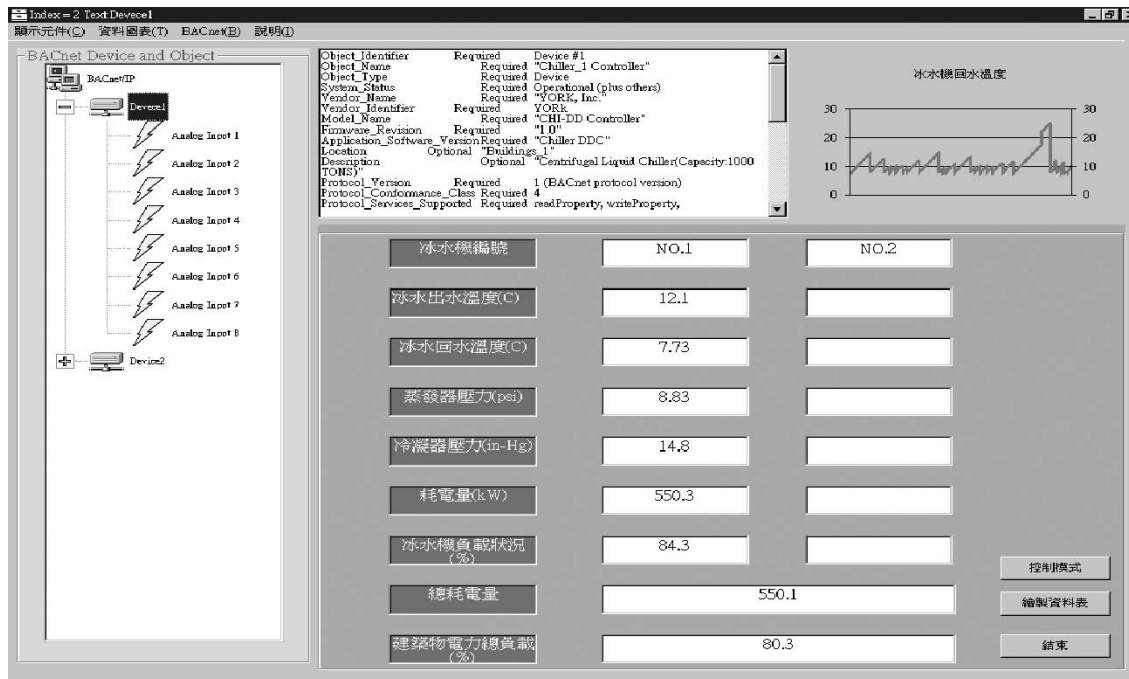 Index = 2 Text:Devece1
顯示元件(C) 資料圖表(T) BACnet(B) 說明(I)
BACnet Device and Object
BACnet/IP
Devece1
Analog Input 1
Analog Input 2
Analog Input 3
Analog Input 4
Analog Input 5
Analog Input 6
Analog Input 7
Analog Input 8
Device2
Object_Identifier Required Device #1
Object_Name Required "Chiller_1 Controller"
Object_Type Required Device
System_Status Required Operational (plus others)
Vendor_Name Required "YORK, Inc."
Vendor_Identifier Required YORk
Model_Name Required "CHI-DD Controller"
Firmware_Revision Required "1.0"
Application_Software_Version Required "Chiller DDC"
Location Optional "Buildings_1"
Description Optional "Centrifugal Liquid Chiller(Capacity:1000
TONS)"
Protocol_Version Required 1 (BACnet protocol version)
Protocol_Conformance_Class Required 4
Protocol_Services_Supported Required readProperty, writeProperty,
冰水機回水溫度
30 30
20 20
10 10
0 0
冰水機編號 NO.1 NO.2
冰水出水溫度(C) 12.1
冰水回水溫度(C) 7.73
蒸發器壓力(psi) 8.83
冷凝器壓力(in-Hg) 14.8
耗電量(kW) 550.3
冰水機負載狀況
(%) 84.3
總耗電量 550.1
建築物電力總負載
(%) 80.3
控制模式
繪製資料表
結束